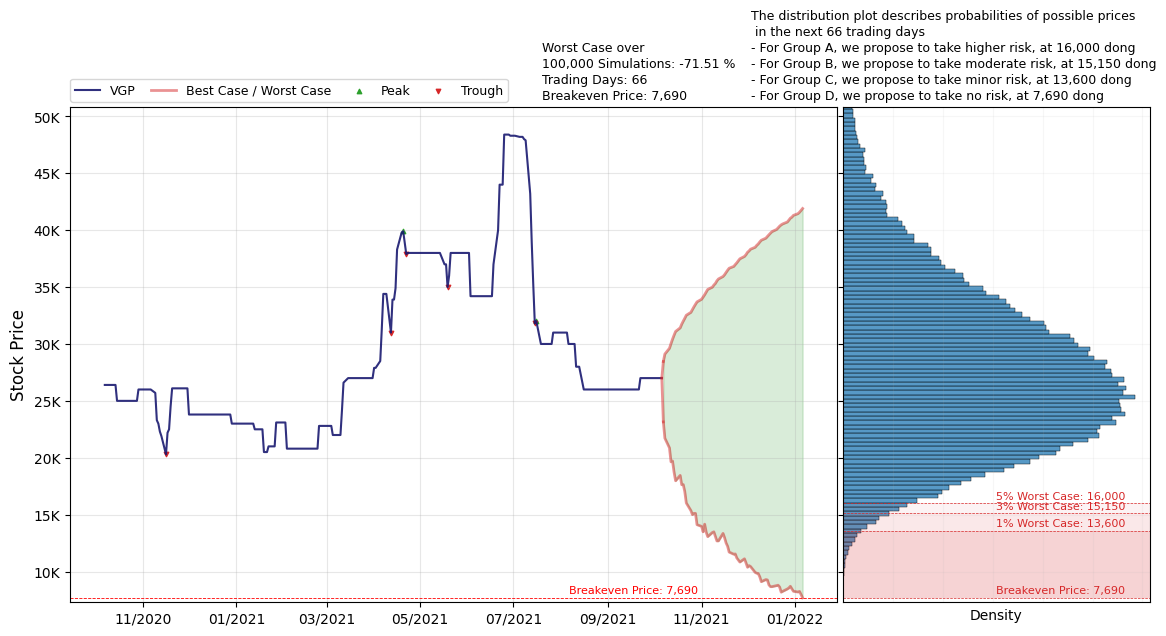 The distribution plot describes probabilities of possible prices
in the next 66 trading days
- For Group A, we propose to take higher risk, at 16,000 dong
- For Group B, we propose to take moderate risk, at 15,150 dong
- For Group C, we propose to take minor risk, at 13,600 dong
- For Group D, we propose to take no risk, at 7,690 dong
Worst Case over
100,000 Simulations: -71.51 %
Trading Days: 66
Breakeven Price: 7,690
VGP
Best Case / Worst Case
Peak
Trough
Stock Price
50K
45K
40K
35K
30K
25K
20K
15K
10K
Breakeven Price: 7,690
11/2020
01/2021
03/2021
05/2021
07/2021
09/2021
11/2021
01/2022
5% Worst Case: 16,000
3% Worst Case: 15,150
1% Worst Case: 13,600
Breakeven Price: 7,690
Density